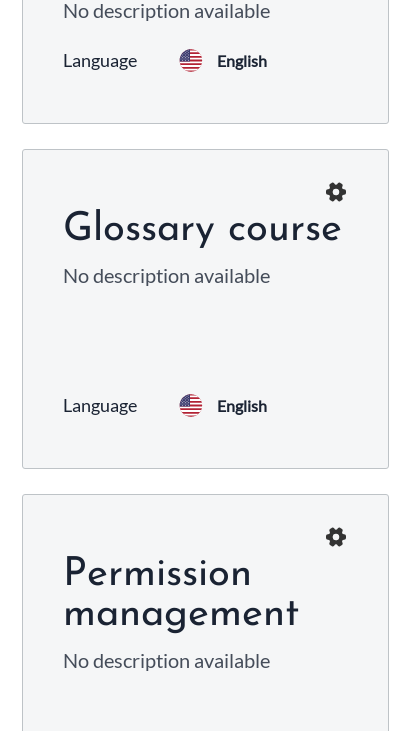 No description available
Language English
Glossary course
No description available
Language English
Permission
management
No description available